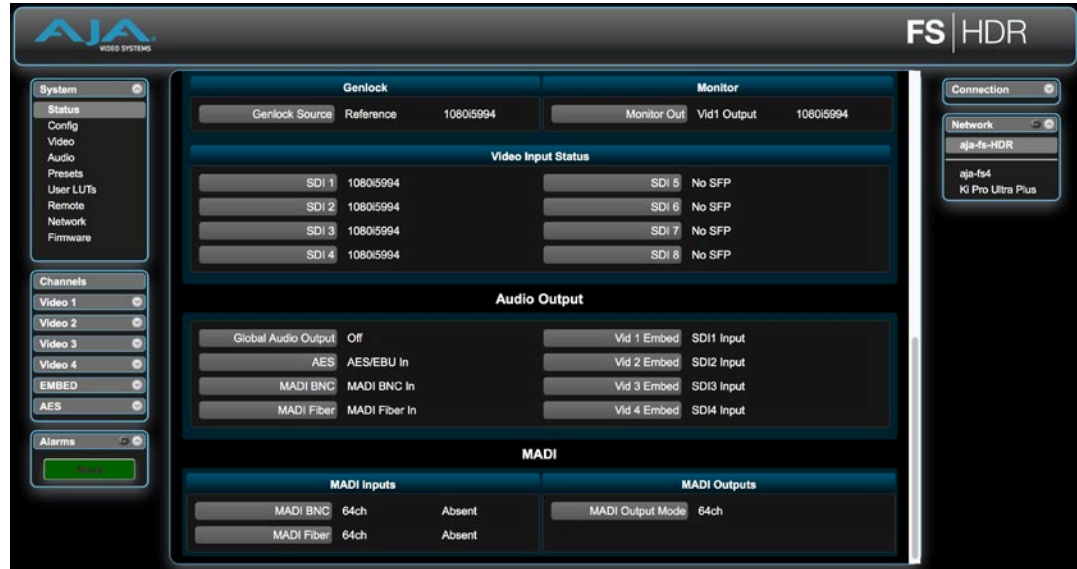 AJA
VIDEO SYSTEMS
FS HDR
System
Status
Config
Video
Audio
Presets
User LUTs
Remote
Network
Firmware
Channels
Video 1
Video 2
Video 3
Video 4
EMBED
AES
Alarms
None
Genlock
Genlock Source Reference 1080i5994
Monitor
Monitor Out Vid1 Output 1080i5994
Video Input Status
SDI 1 1080i5994
SDI 2 1080i5994
SDI 3 1080i5994
SDI 4 1080i5994
SDI 5 No SFP
SDI 6 No SFP
SDI 7 No SFP
SDI 8 No SFP
Audio Output
Global Audio Output Off
AES AES/EBU In
MADI BNC MADI BNC In
MADI Fiber MADI Fiber In
Vid 1 Embed SDI1 Input
Vid 2 Embed SDI2 Input
Vid 3 Embed SDI3 Input
Vid 4 Embed SDI4 Input
MADI
MADI Inputs
MADI BNC 64ch Absent
MADI Fiber 64ch Absent
MADI Outputs
MADI Output Mode 64ch
Connection
Network
aja-fs-HDR
aja-fs4
Ki Pro Ultra Plus